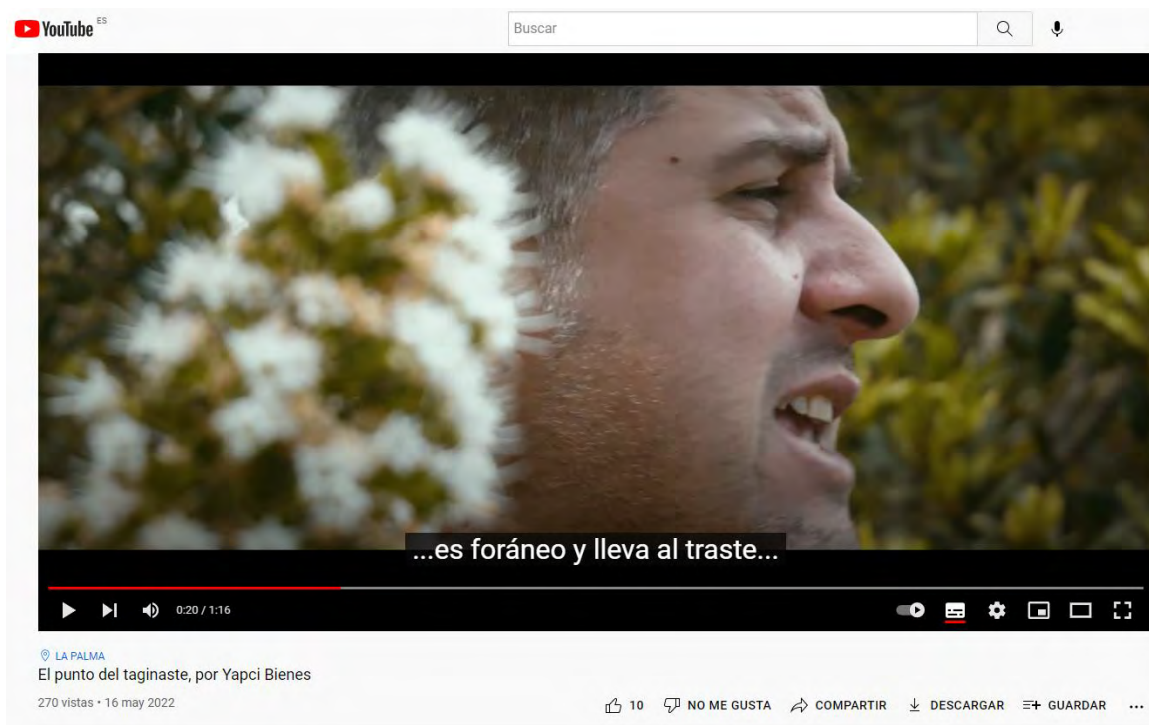 YouTube ES
Buscar
...es foráneo y lleva al traste...
0:20 / 1:16
LA PALMA
El punto del taginaste, por Yapci Bienes
270 vistas • 16 may 2022
10 NO ME GUSTA COMPARTIR DESCARGAR GUARDAR ...